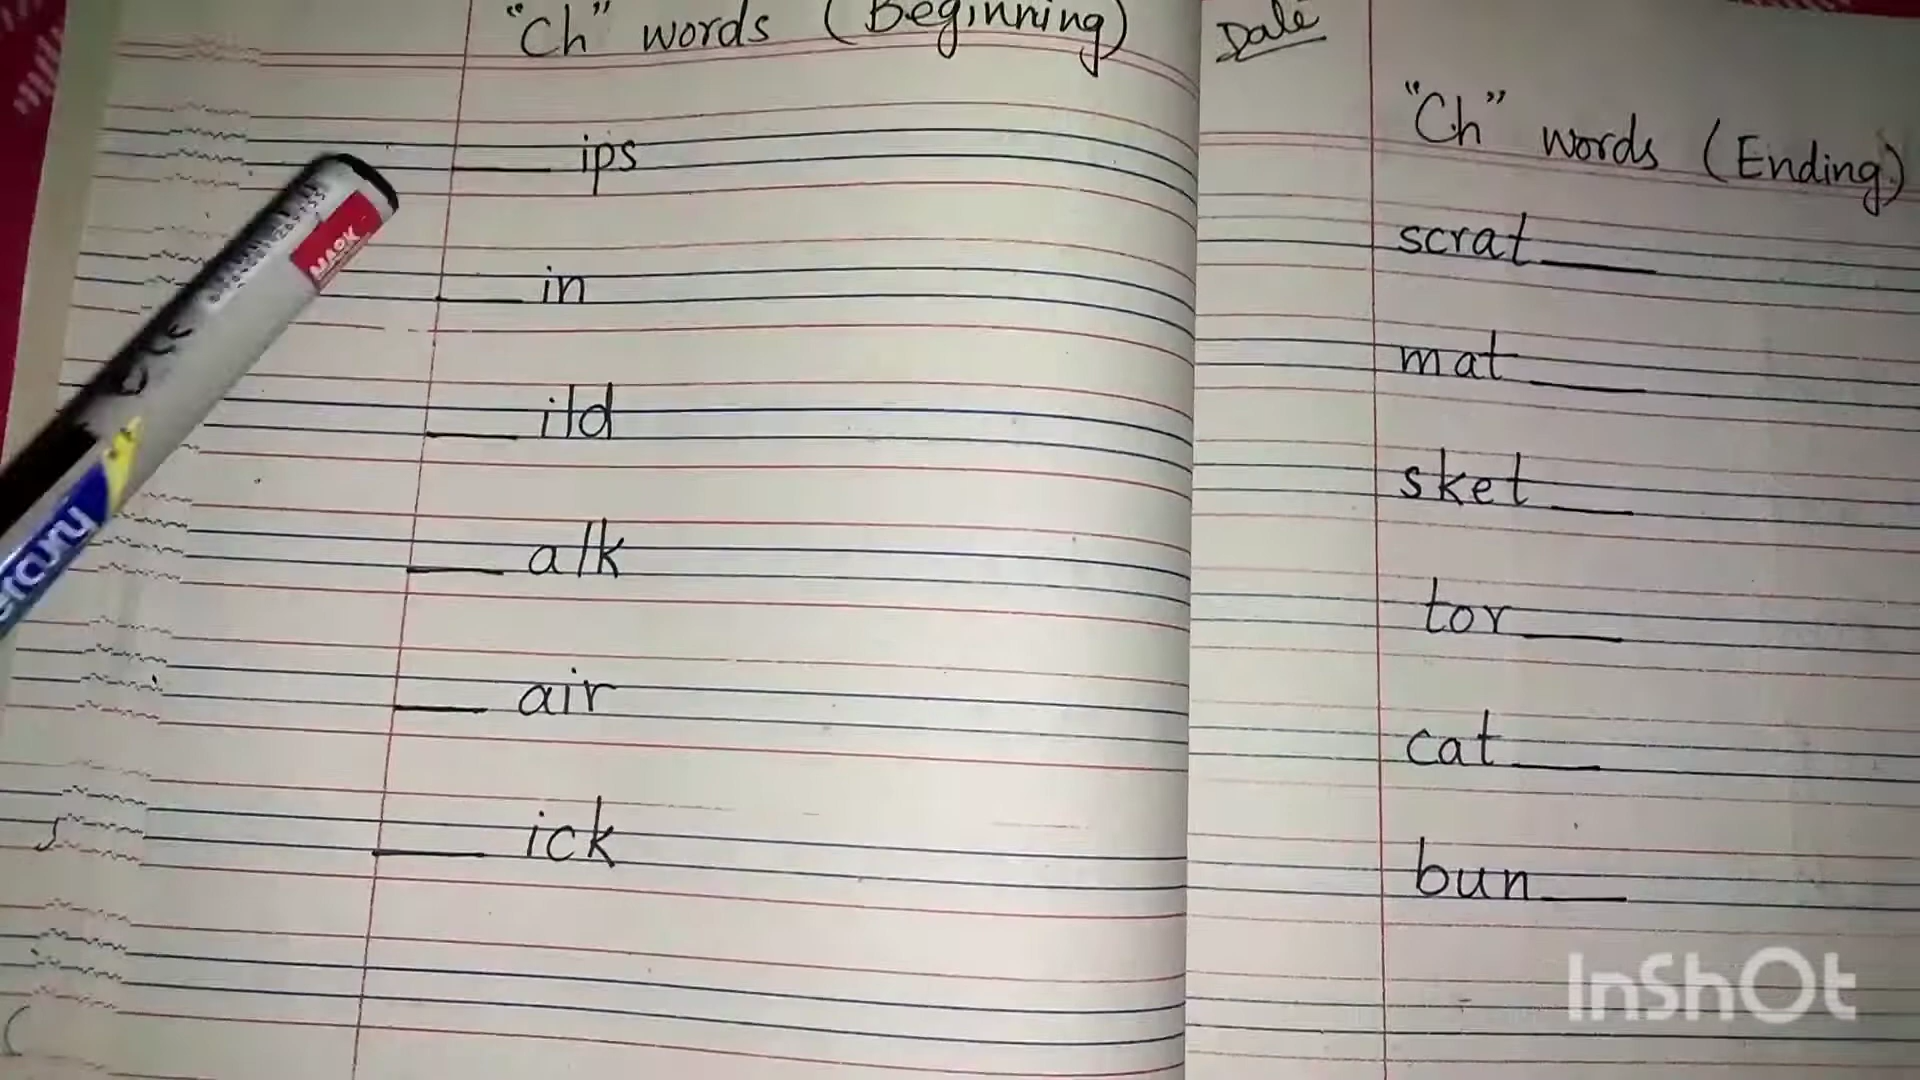 "Ch" words (Beginning)
___ ips
___ in
___ ild
___ alk
___ air
___ ick
Date
"Ch" words (Ending)
scrat___
mat___
sket___
tor___
cat___
bun___
MARK
InShOt